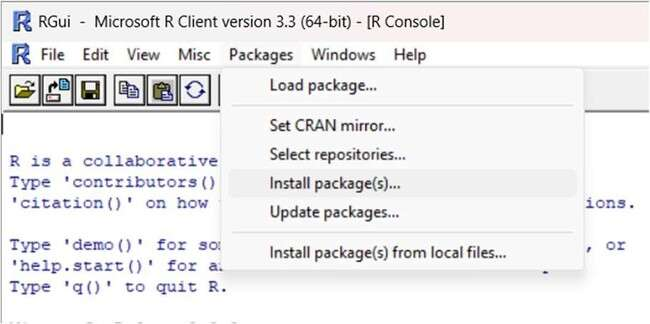 RGui - Microsoft R Client version 3.3 (64-bit) - [R Console]
File Edit View Misc Packages Windows Help
Load package...
Set CRAN mirror...
Select repositories...
Install package(s)...
Update packages...
Install package(s) from local files...
R is a collaborative
Type 'contributors()
'citation()' on how ions.
Type 'demo()' for so , or
'help.start()' for a
Type 'q()' to quit R.